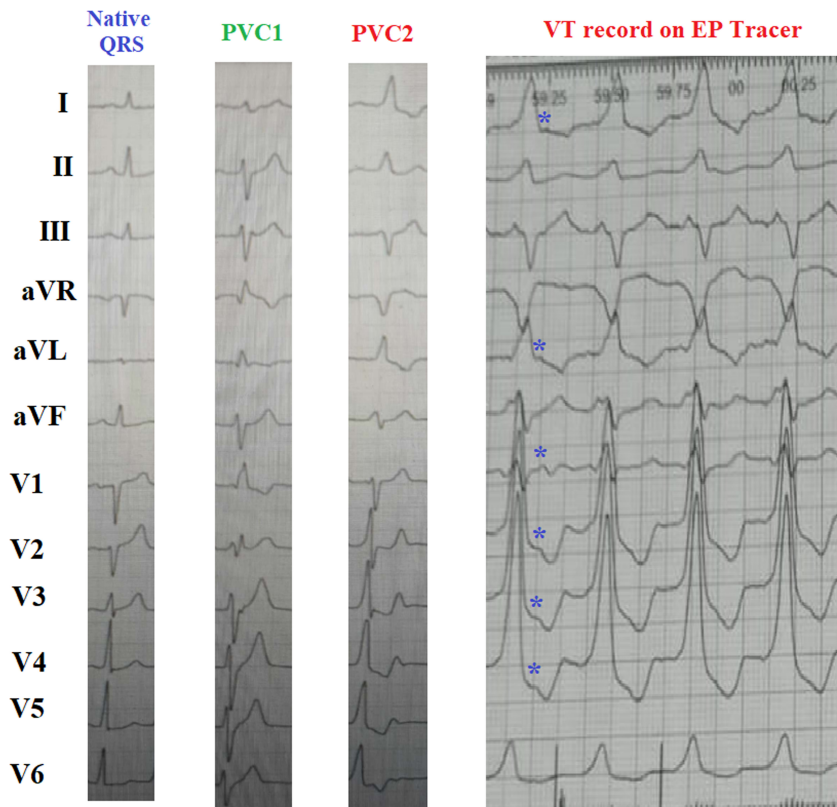 Native
QRS
PVC1
PVC2
VT record on EP Tracer
I
II
III
aVR
aVL
aVF
V1
V2
V3
V4
V5
V6
59.25
59.50
59.75
00
00.25
*
*
*
*
*
*